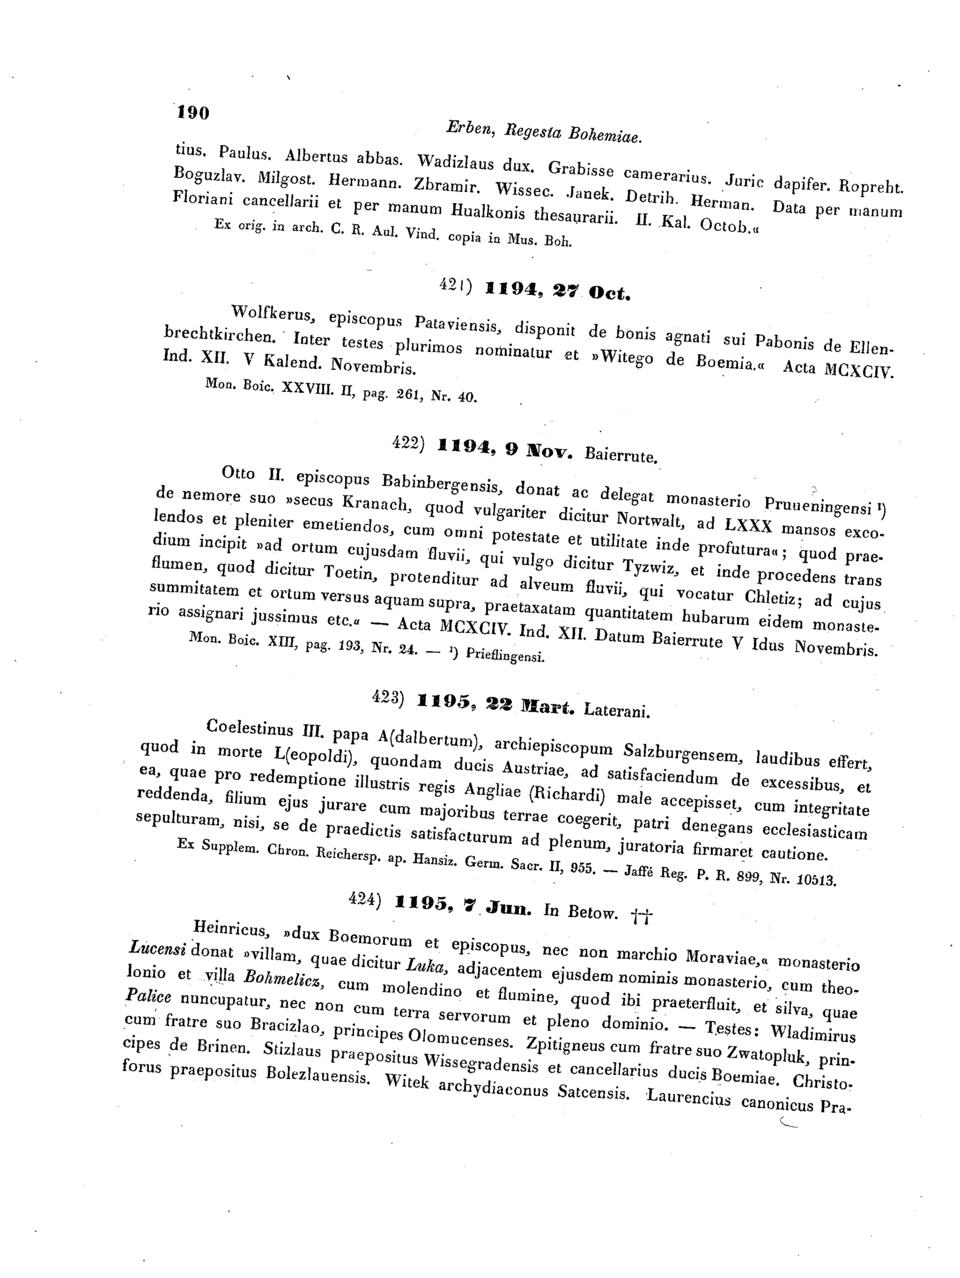 190
Erben, Regesta Bohemiae.
tius. Paulus. Albertus abbas. Wadizlaus dux. Grabisse camerarius. Juric dapifer. Ropreht.
Boguzlav. Milgost. Hermann. Zbramir. Wissec. Janek. Detrih. Herman. Data per manum
Floriani cancellarii et per manum Hualkonis thesaurarii. II. Kal. Octob.«
Ex orig. in arch. C. R. Aul. Vind. copia in Mus. Boh.
421) 1194, 27 Oct.
Wolfkerus, episcopus Pataviensis, disponit de bonis agnati sui Pabonis de Ellen-
brechtkirchen. Inter testes plurimos nominatur et »Witego de Boemia.« Acta MCXCIV.
Ind. XII. V Kalend. Novembris.
Mon. Boic. XXVIII. II, pag. 261, Nr. 40.
422) 1194, 9 Nov. Baierrute.
Otto II. episcopus Babinbergensis, donat ac delegat monasterio Pruueningensi ¹)
de nemore suo »secus Kranach, quod vulgariter dicitur Nortwalt, ad LXXX mansos exco-
lendos et pleniter emetiendos, cum omni potestate et utilitate inde profutura«; quod prae-
dium incipit »ad ortum cujusdam fluvii, qui vulgo dicitur Tyzwiz, et inde procedens trans
flumen, quod dicitur Toetin, protenditur ad alveum fluvii, qui vocatur Chletiz; ad cujus
summitatem et ortum versus aquam supra, praetaxatam quantitatem hubarum eidem monaste-
rio assignari jussimus etc.« — Acta MCXCIV. Ind. XII. Datum Baierrute V Idus Novembris.
Mon. Boic. XIII, pag. 193, Nr. 24. — ¹) Prieflingensi.
423) 1195, 22 Mart. Laterani.
Coelestinus III. papa A(dalbertum), archiepiscopum Salzburgensem, laudibus effert,
quod in morte L(eopoldi), quondam ducis Austriae, ad satisfaciendum de excessibus, et
ea, quae pro redemptione illustris regis Angliae (Richardi) male accepisset, cum integritate
reddenda, filium ejus jurare cum majoribus terrae coegerit, patri denegans ecclesiasticam
sepulturam, nisi, se de praedictis satisfacturum ad plenum, juratoria firmaret cautione.
Ex Supplem. Chron. Reichersp. ap. Hansiz. Germ. Sacr. II, 955. — Jaffé Reg. P. R. 899, Nr. 10513.
424) 1195, 7 Jun. In Betow. ††
Heinricus, »dux Boemorum et episcopus, nec non marchio Moraviae,« monasterio
Lucensi donat »villam, quae dicitur Luka, adjacentem ejusdem nominis monasterio, cum theo-
lonio et villa Bohmelicz, cum molendino et flumine, quod ibi praeterfluit, et silva, quae
Palice nuncupatur, nec non cum terra servorum et pleno dominio. — Testes: Wladimirus
cum fratre suo Bracizlao, principes Olomucenses. Zpitigneus cum fratre suo Zwatopluk, prin-
cipes de Brinen. Stizlaus praepositus Wissegradensis et cancellarius ducis Boemiae. Christo-
forus praepositus Bolezlauensis. Witek archydiaconus Satcensis. Laurencius canonicus Pra-